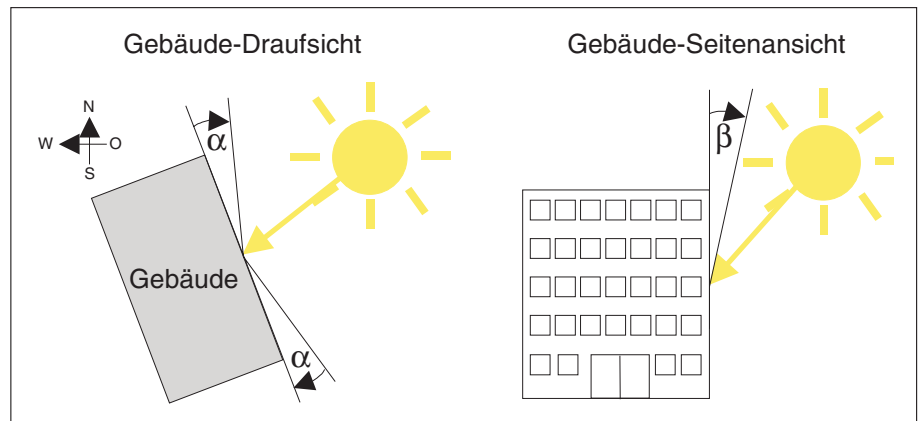 Gebäude-Draufsicht
Gebäude-Seitenansicht
N
W
O
S
α
β
Gebäude
α